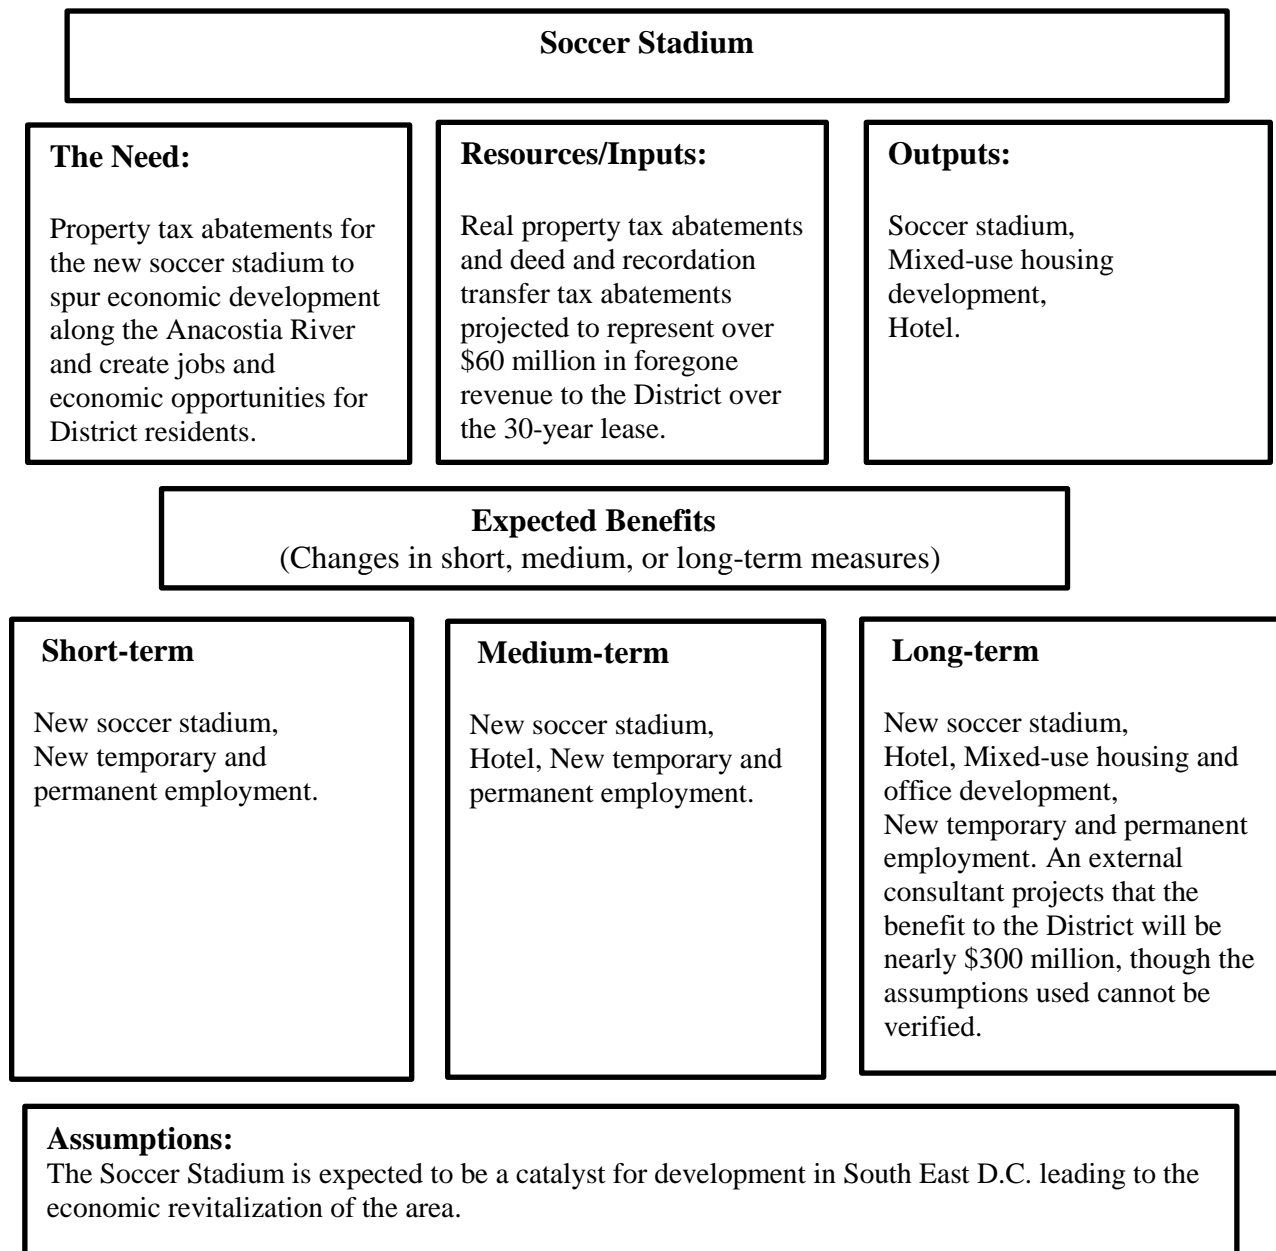 Soccer Stadium
The Need:
Property tax abatements for
the new soccer stadium to
spur economic development
along the Anacostia River
and create jobs and
economic opportunities for
District residents.
Resources/Inputs:
Real property tax abatements
and deed and recordation
transfer tax abatements
projected to represent over
$60 million in foregone
revenue to the District over
the 30-year lease.
Outputs:
Soccer stadium,
Mixed-use housing
development,
Hotel.
Expected Benefits
(Changes in short, medium, or long-term measures)
Short-term
New soccer stadium,
New temporary and
permanent employment.
Medium-term
New soccer stadium,
Hotel, New temporary and
permanent employment.
Long-term
New soccer stadium,
Hotel, Mixed-use housing and
office development,
New temporary and permanent
employment. An external
consultant projects that the
benefit to the District will be
nearly $300 million, though the
assumptions used cannot be
verified.
Assumptions:
The Soccer Stadium is expected to be a catalyst for development in South East D.C. leading to the
economic revitalization of the area.